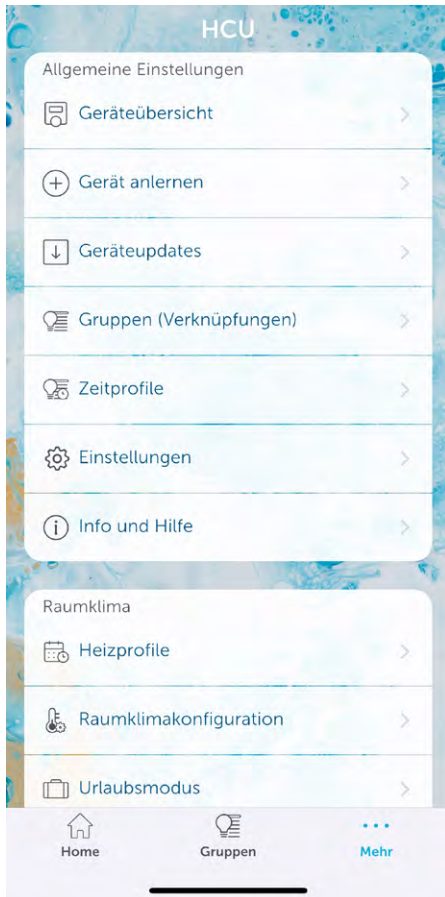 HCU
Allgemeine Einstellungen
Geräteübersicht
Gerät anlernen
Geräteupdates
Gruppen (Verknüpfungen)
Zeitprofile
Einstellungen
Info und Hilfe
Raumklima
Heizprofile
Raumklimakonfiguration
Urlaubsmodus
Home Gruppen Mehr